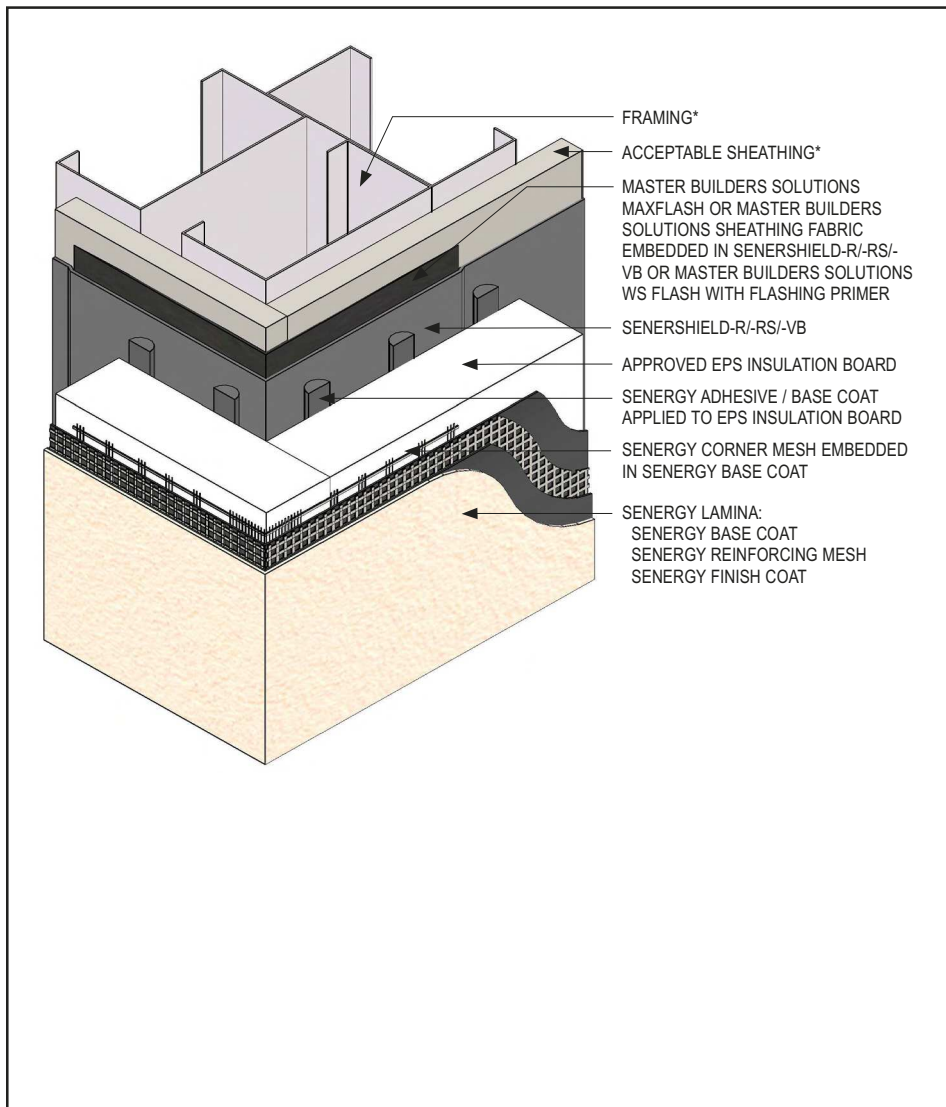 FRAMING*
ACCEPTABLE SHEATHING*
MASTER BUILDERS SOLUTIONS
MAXFLASH OR MASTER BUILDERS
SOLUTIONS SHEATHING FABRIC
EMBEDDED IN SENERSHIELD-R/-RS/-
VB OR MASTER BUILDERS SOLUTIONS
WS FLASH WITH FLASHING PRIMER
SENERSHIELD-R/-RS/-VB
APPROVED EPS INSULATION BOARD
SENERGY ADHESIVE / BASE COAT
APPLIED TO EPS INSULATION BOARD
SENERGY CORNER MESH EMBEDDED
IN SENERGY BASE COAT
SENERGY LAMINA:
SENERGY BASE COAT
SENERGY REINFORCING MESH
SENERGY FINISH COAT